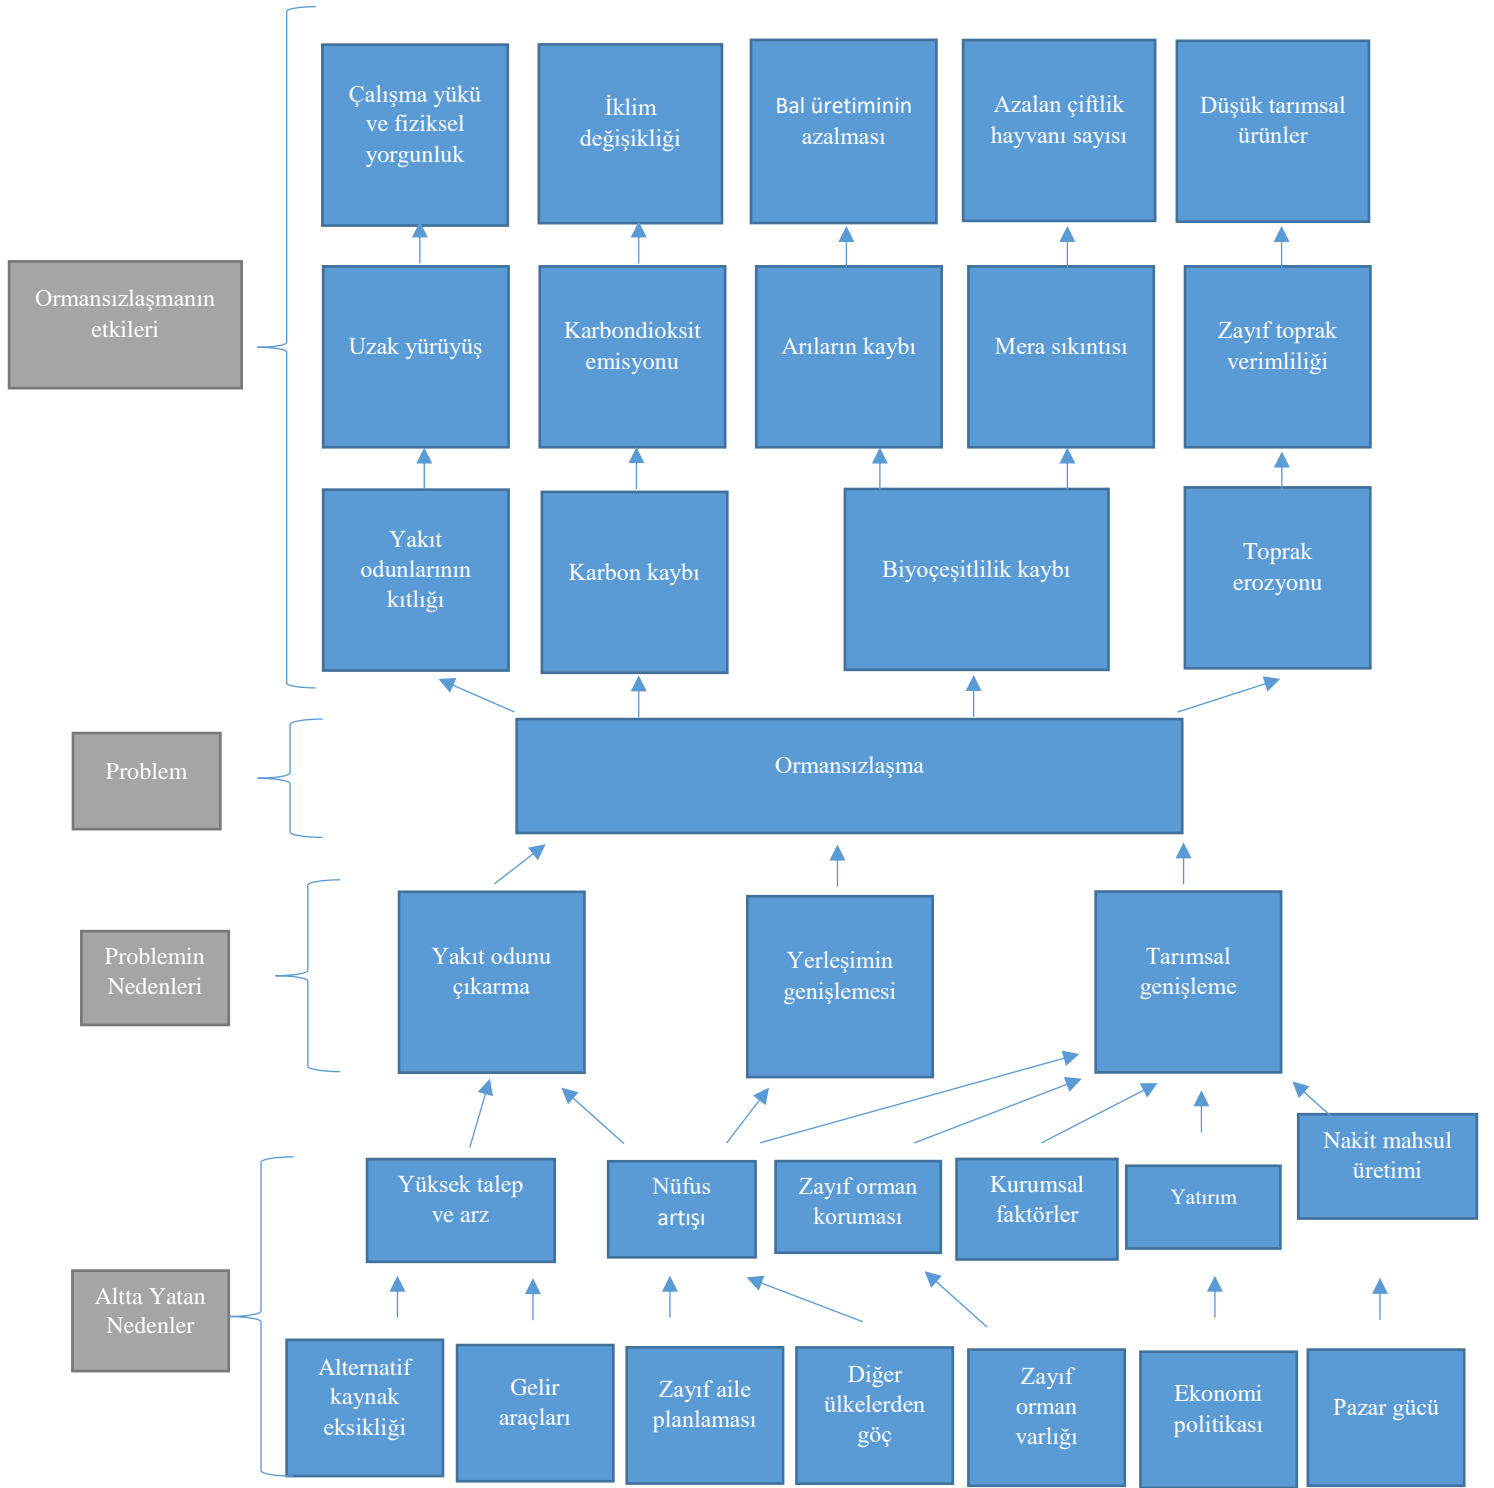 Çalışma yükü
ve fiziksel
yorgunluk
İklim
değişikliği
Bal üretiminin
azalması
Azalan çiftlik
hayvanı sayısı
Düşük tarımsal
ürünler
Ormansızlaşmanın
etkileri
Uzak yürüyüş
Karbondioksit
emisyonu
Arıların kaybı
Mera sıkıntısı
Zayıf toprak
verimliliği
Yakıt
odunlarının
kıtlığı
Karbon kaybı
Biyoçeşitlilik kaybı
Toprak
erozyonu
Problem
Ormansızlaşma
Problemin
Nedenleri
Yakıt odunu
çıkarma
Yerleşimin
genişlemesi
Tarımsal
genişleme
Yüksek talep
ve arz
Nüfus
artışı
Zayıf orman
koruması
Kurumsal
faktörler
Yatırım
Nakit mahsul
üretimi
Altta Yatan
Nedenler
Alternatif
kaynak
eksikliği
Gelir
araçları
Zayıf aile
planlaması
Diğer
ülkelerden
göç
Zayıf
orman
varlığı
Ekonomi
politikası
Pazar gücü